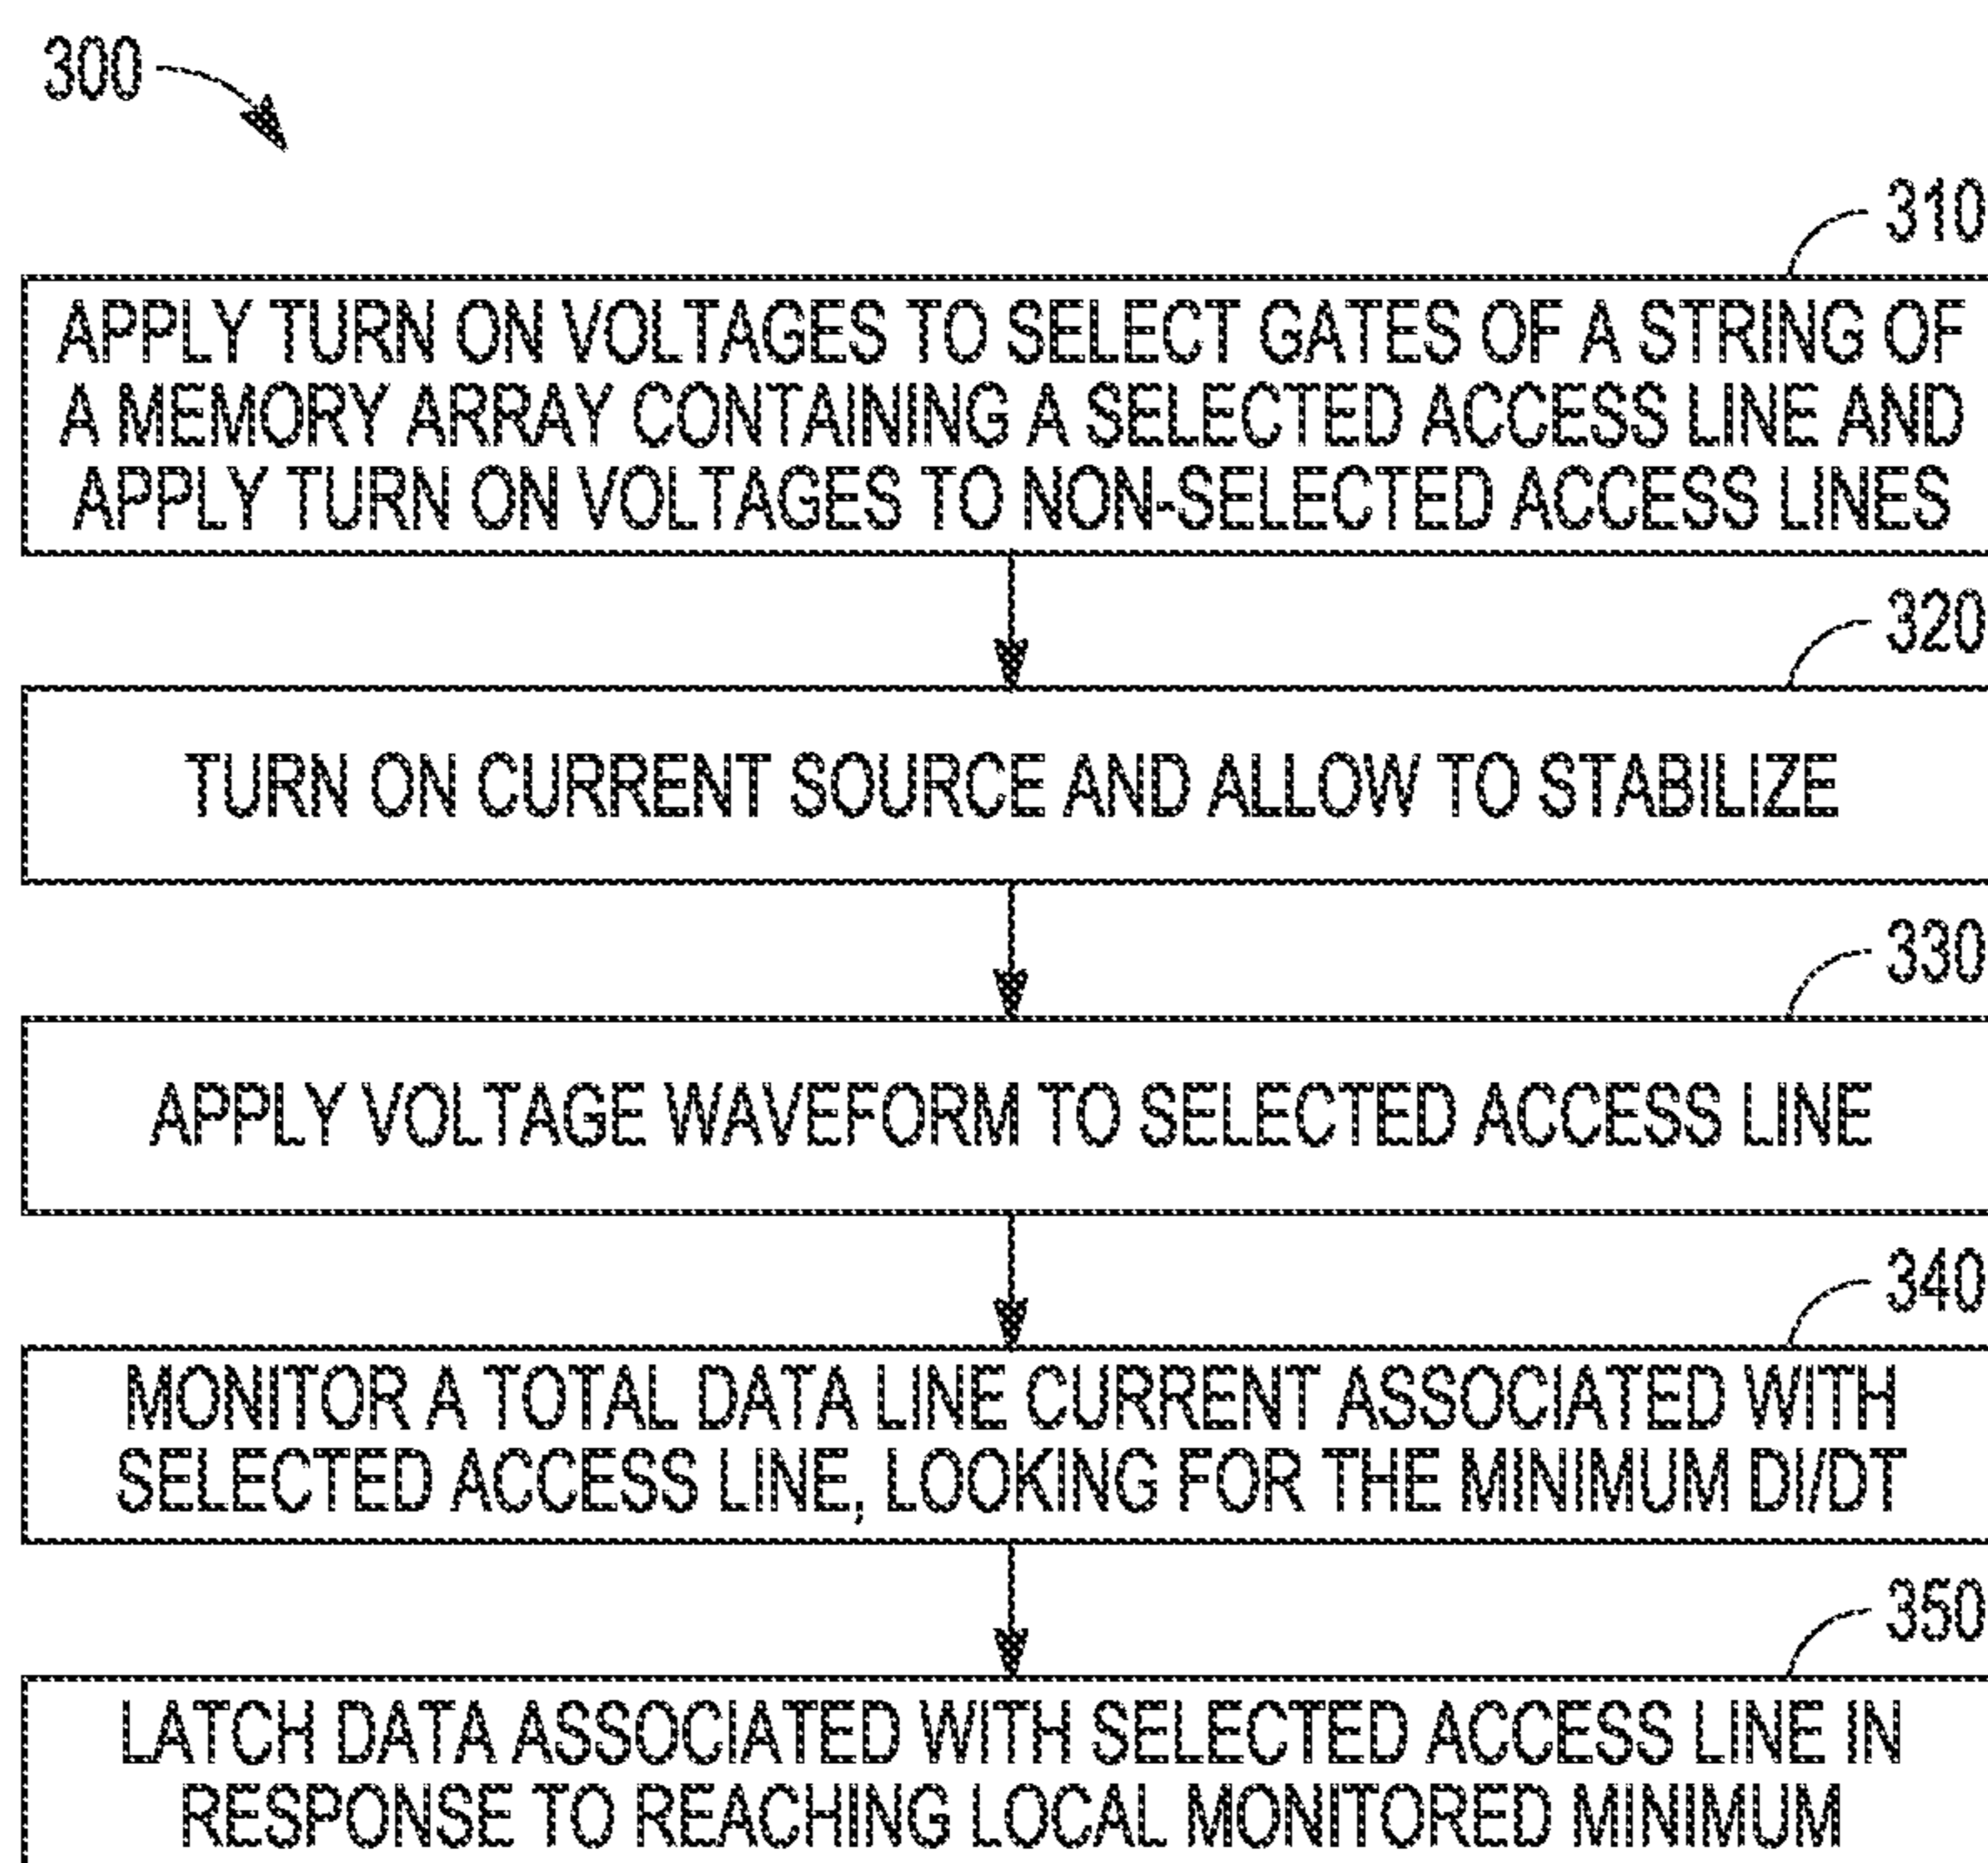 300
310
APPLY TURN ON VOLTAGES TO SELECT GATES OF A STRING OF
A MEMORY ARRAY CONTAINING A SELECTED ACCESS LINE AND
APPLY TURN ON VOLTAGES TO NON-SELECTED ACCESS LINES
320
TURN ON CURRENT SOURCE AND ALLOW TO STABILIZE
330
APPLY VOLTAGE WAVEFORM TO SELECTED ACCESS LINE
340
MONITOR A TOTAL DATA LINE CURRENT ASSOCIATED WITH
SELECTED ACCESS LINE, LOOKING FOR THE MINIMUM DI/DT
350
LATCH DATA ASSOCIATED WITH SELECTED ACCESS LINE IN
RESPONSE TO REACHING LOCAL MONITORED MINIMUM